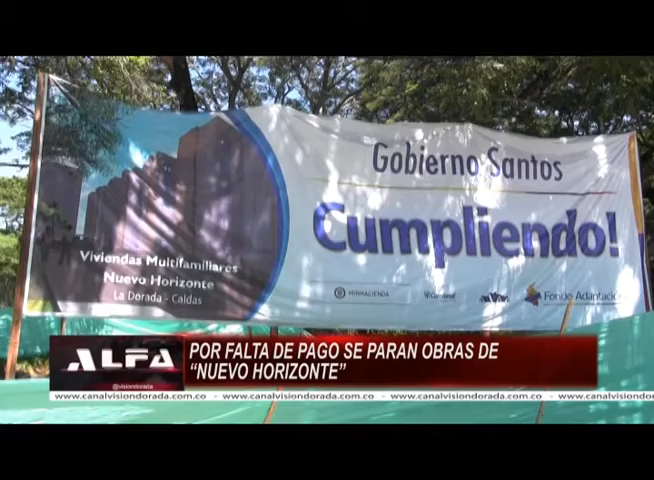 Gobierno Santos
Cumpliendo!
Viviendas Multifamiliares
Nuevo Horizonte
La Dorada - Caldas
MINHACIENDA
Fondo Adaptación
ALFA
@visiondorada
POR FALTA DE PAGO SE PARAN OBRAS DE
“NUEVO HORIZONTE”
www.canalvisiondorada.com.co - www.canalvisiondorada.com.co - www.canalvisiondorada.com.co - www.canalvisiondorada.co